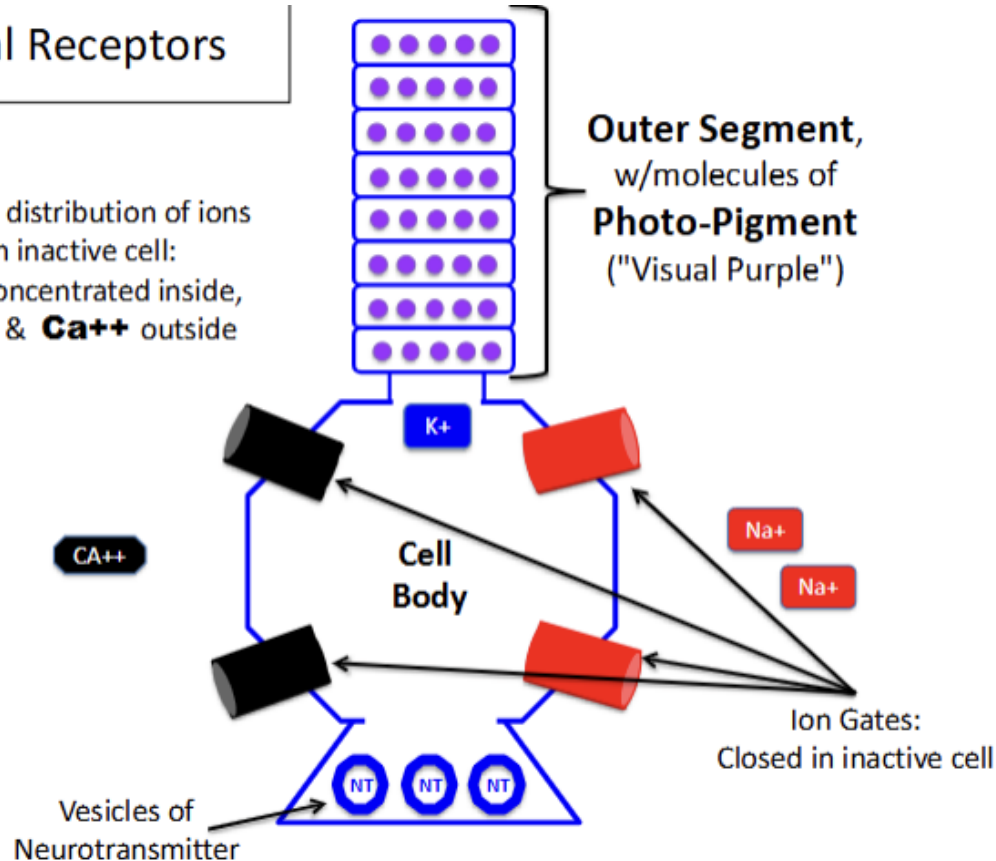 l Receptors
Outer Segment,
w/molecules of
Photo-Pigment
("Visual Purple")
distribution of ions
inactive cell:
oncentrated inside,
& Ca++ outside
K+
Na+
CA++
Cell
Body
Na+
Ion Gates:
Closed in inactive cell
NT NT NT
Vesicles of
Neurotransmitter